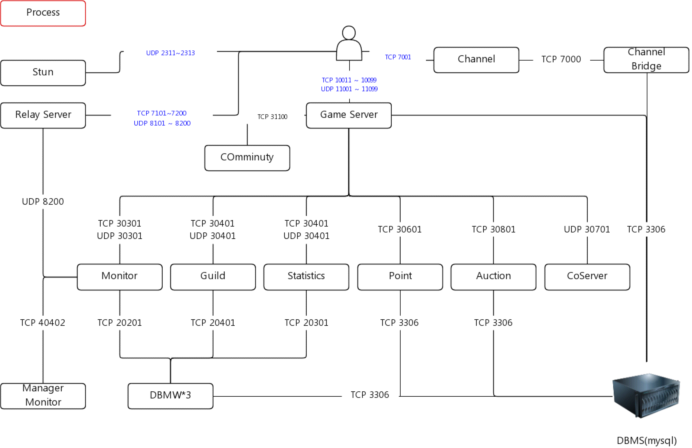 Process
UDP 2311~2313
TCP 7001
Channel
TCP 7000
Channel
Bridge
Stun
TCP 10011 ~ 10099
UDP 11001 ~ 11099
Relay Server
TCP 7101~7200
UDP 8101 ~ 8200
TCP 31100
Game Server
COmminuty
UDP 8200
TCP 30301
UDP 30301
TCP 30401
UDP 30401
TCP 30401
UDP 30401
TCP 30601
TCP 30801
UDP 30701
TCP 3306
Monitor
Guild
Statistics
Point
Auction
CoServer
TCP 40402
TCP 20201
TCP 20401
TCP 20301
TCP 3306
TCP 3306
Manager
Monitor
DBMW*3
TCP 3306
DBMS(mysql)